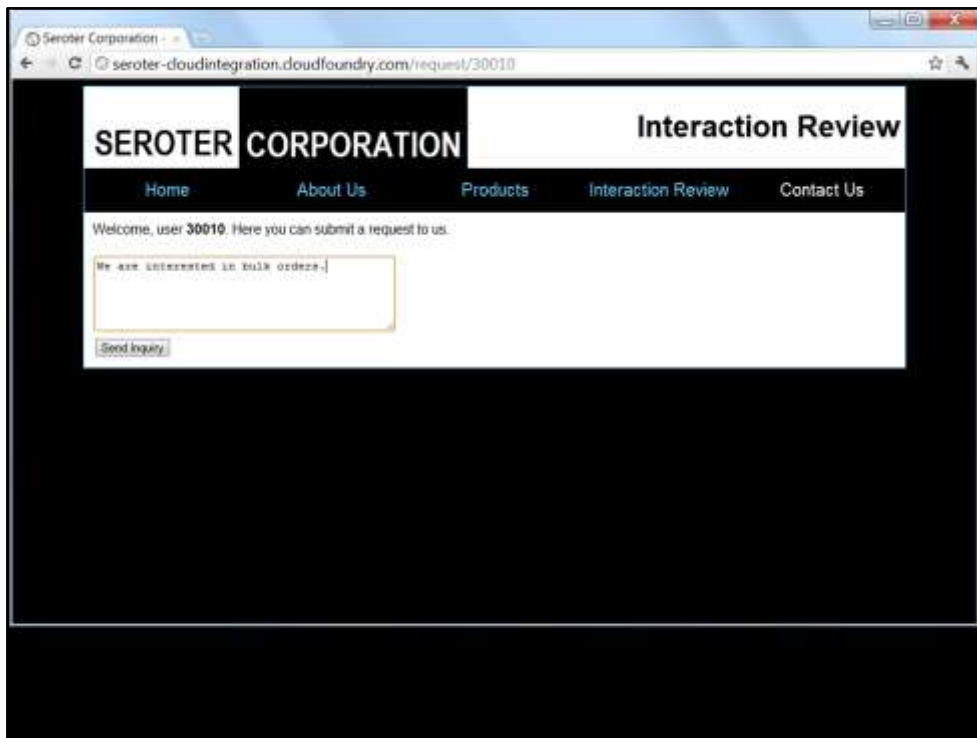 Seroter Corporation -
seroter-cloudintegration.cloudfoundry.com/request/30010
SEROTER CORPORATION
Interaction Review
Home About Us Products Interaction Review Contact Us
Welcome, user 30010. Here you can submit a request to us.
We are interested in bulk orders.
Send Inquiry